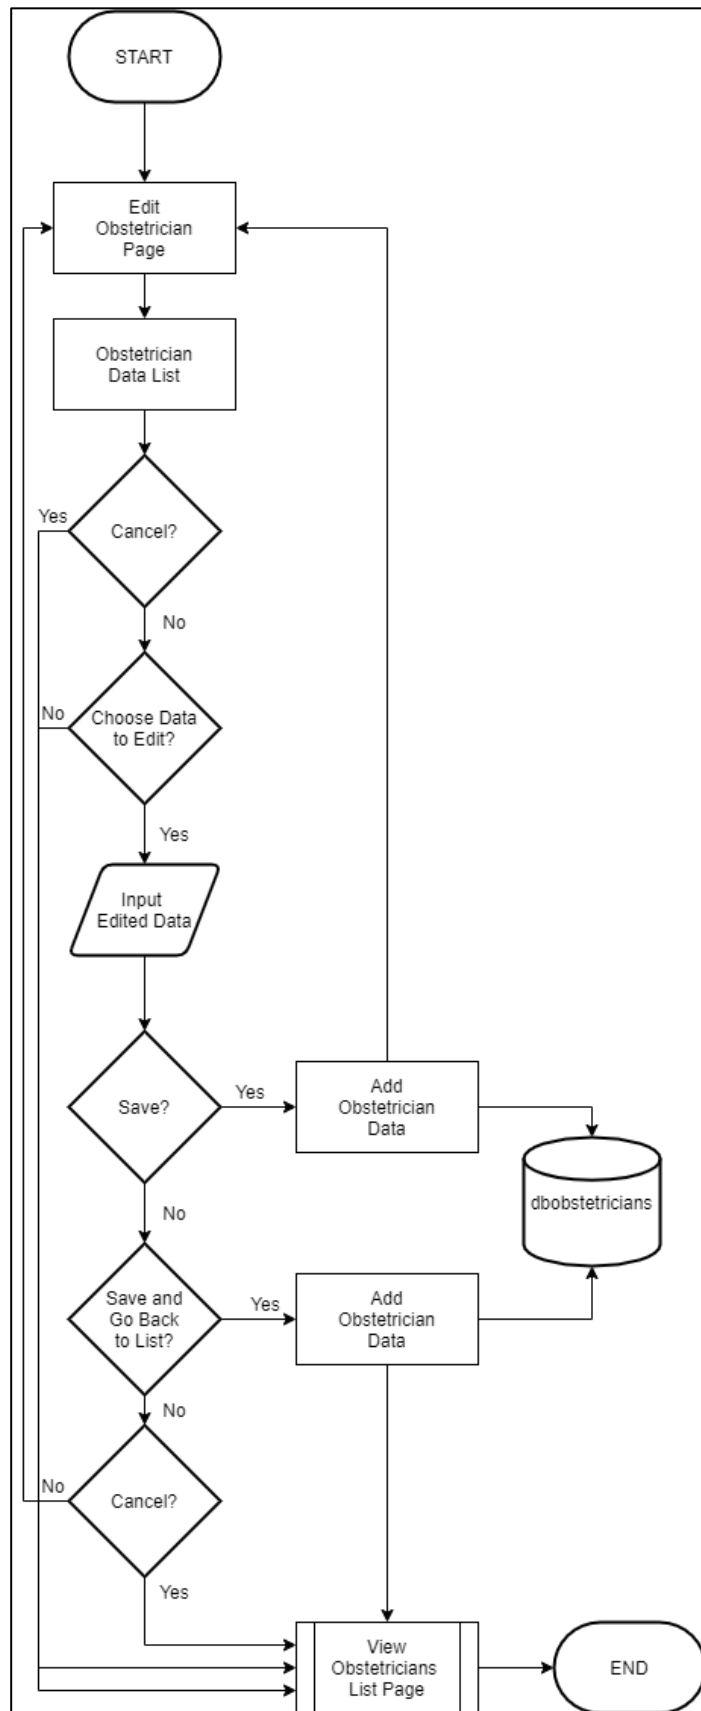 START
Edit
Obstetrician
Page
Obstetrician
Data List
Yes
Cancel?
No
No
Choose Data
to Edit?
Yes
Input
Edited Data
Save?
Yes
Add
Obstetrician
Data
dbobstetricians
No
Save and
Go Back
to List?
Yes
Add
Obstetrician
Data
No
No
Cancel?
Yes
View
Obstetricians
List Page
END